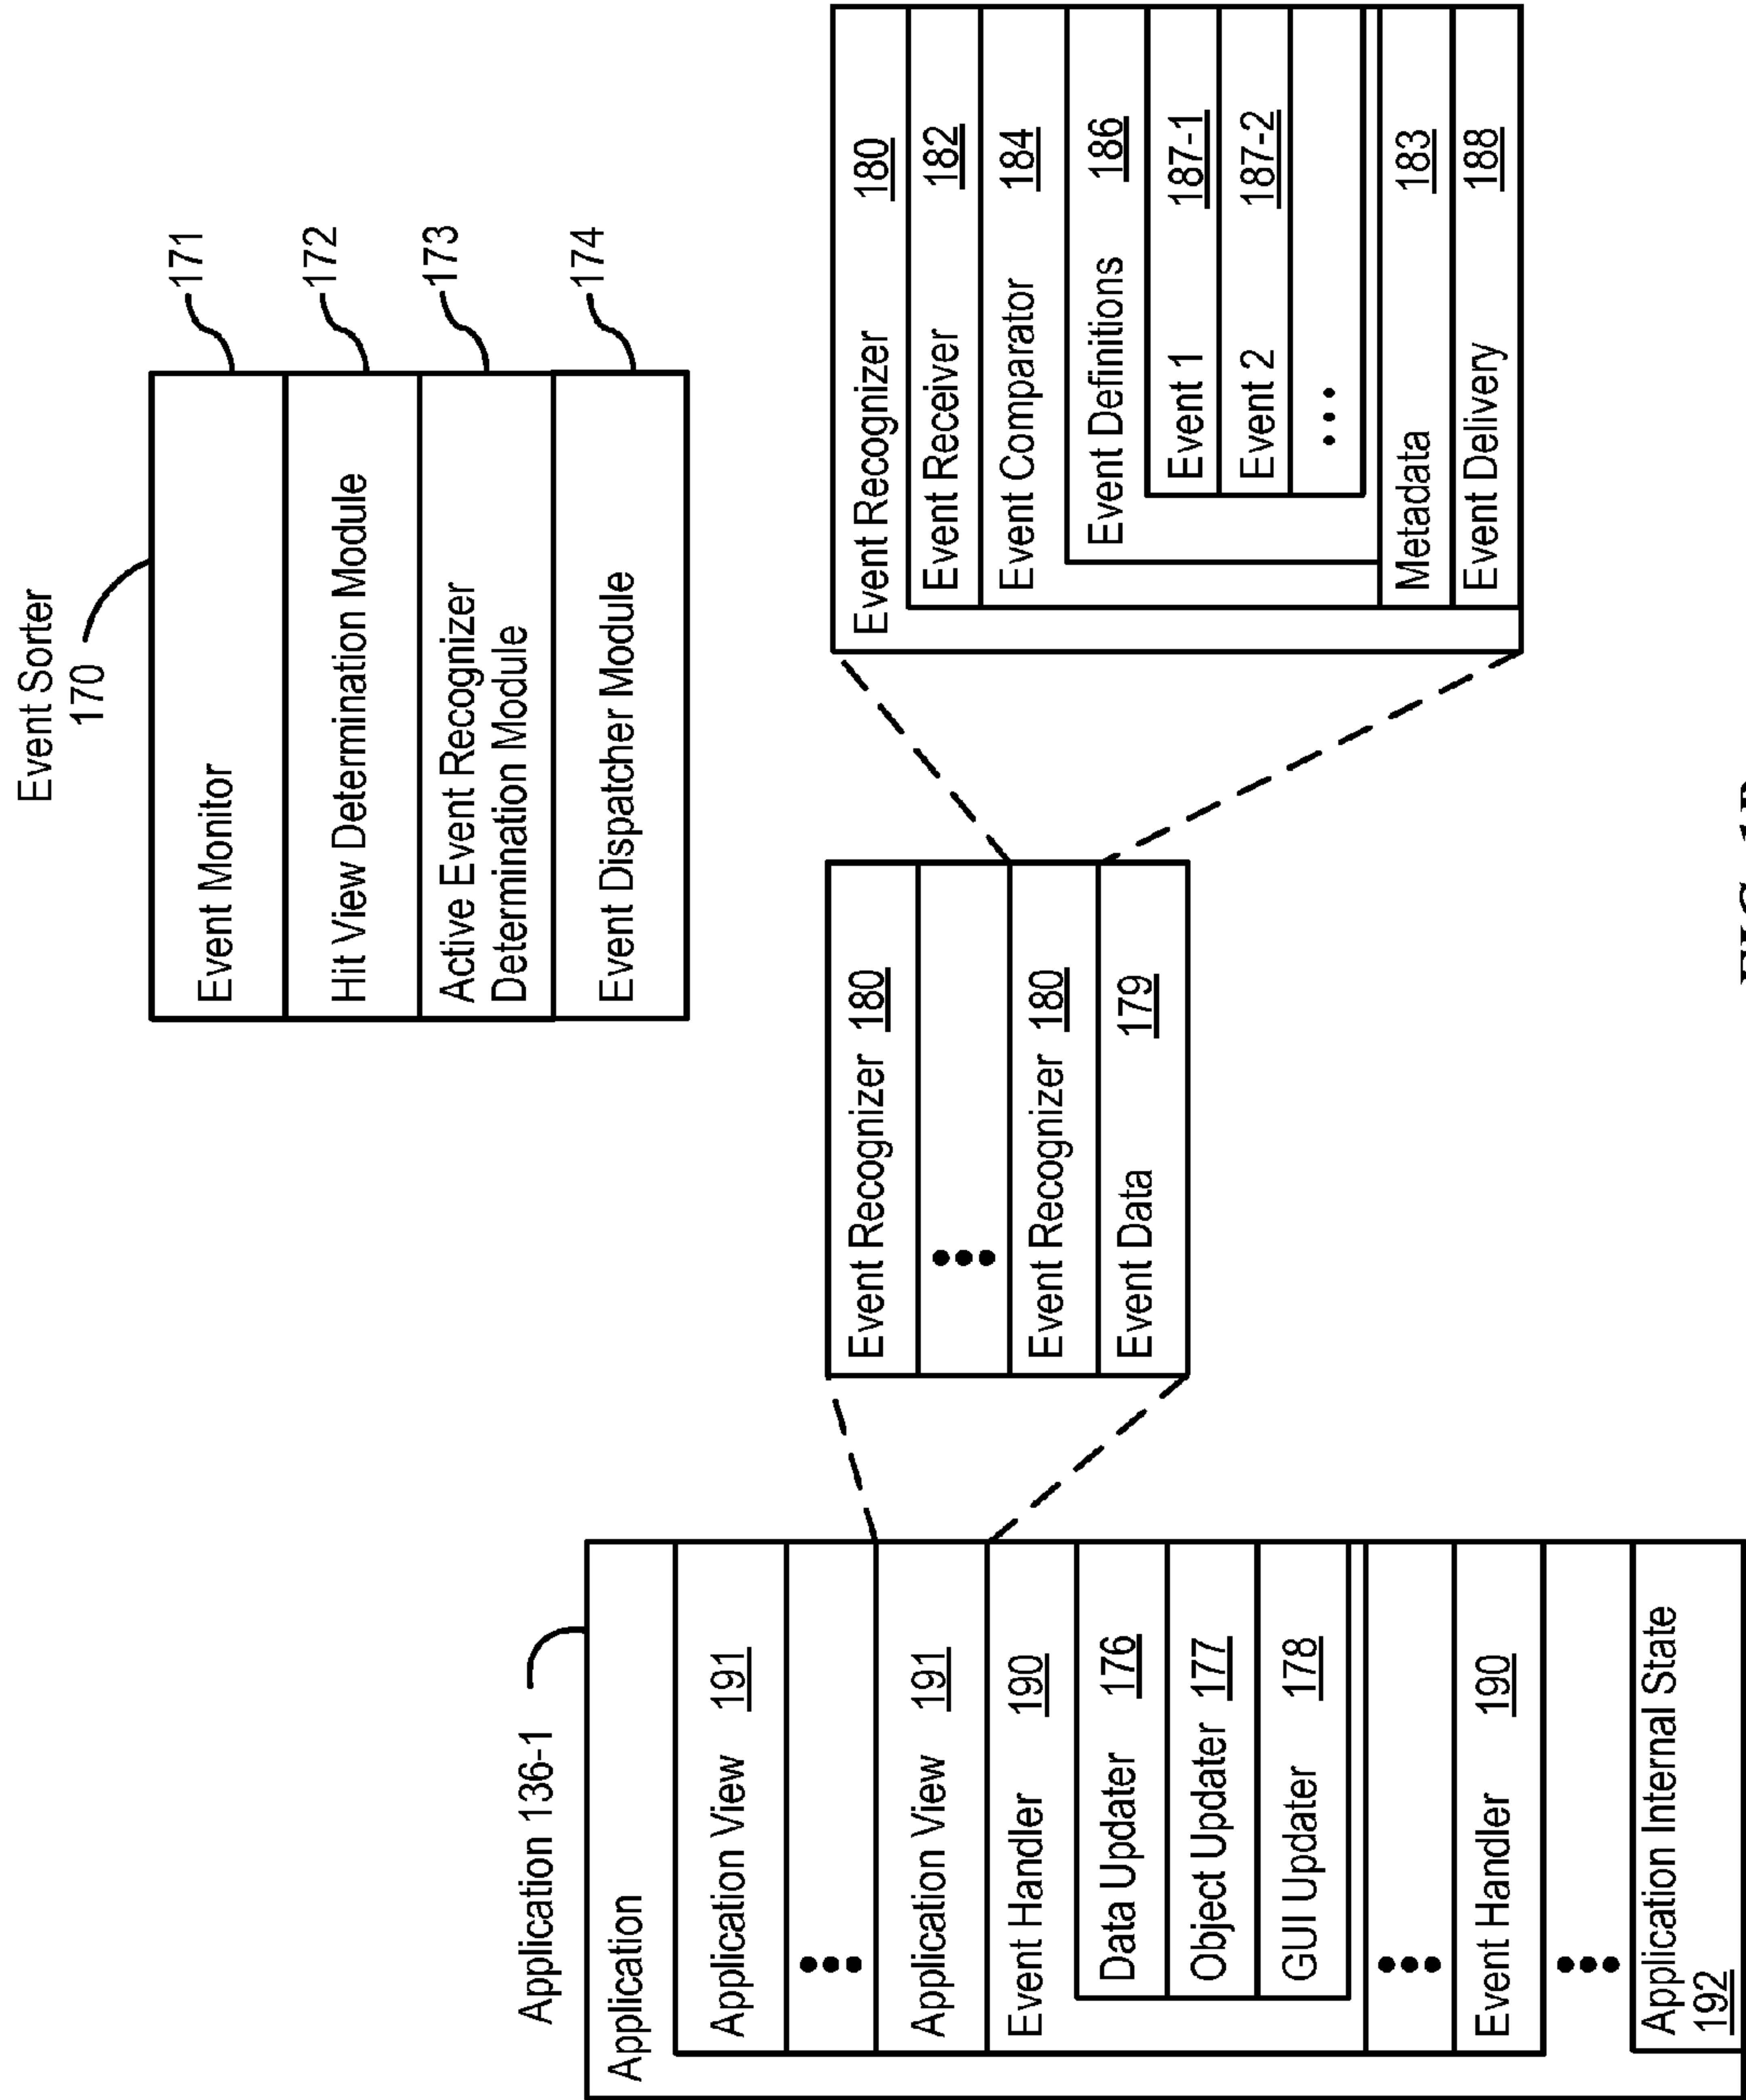 Event Sorter
170
Event Monitor
171
Hit View Determination Module
172
Active Event Recognizer
Determination Module
173
Event Dispatcher Module
174
Application 136-1
Application
Application View 191
•••
Application View 191
Event Handler 190
Data Updater 176
Object Updater 177
GUI Updater 178
•••
Event Handler 190
•••
Application Internal State
192
Event Recognizer 180
•••
Event Recognizer 180
Event Data 179
Event Recognizer 180
Event Receiver 182
Event Comparator 184
Event Definitions 186
Event 1 187-1
Event 2 187-2
•••
Metadata 183
Event Delivery 188